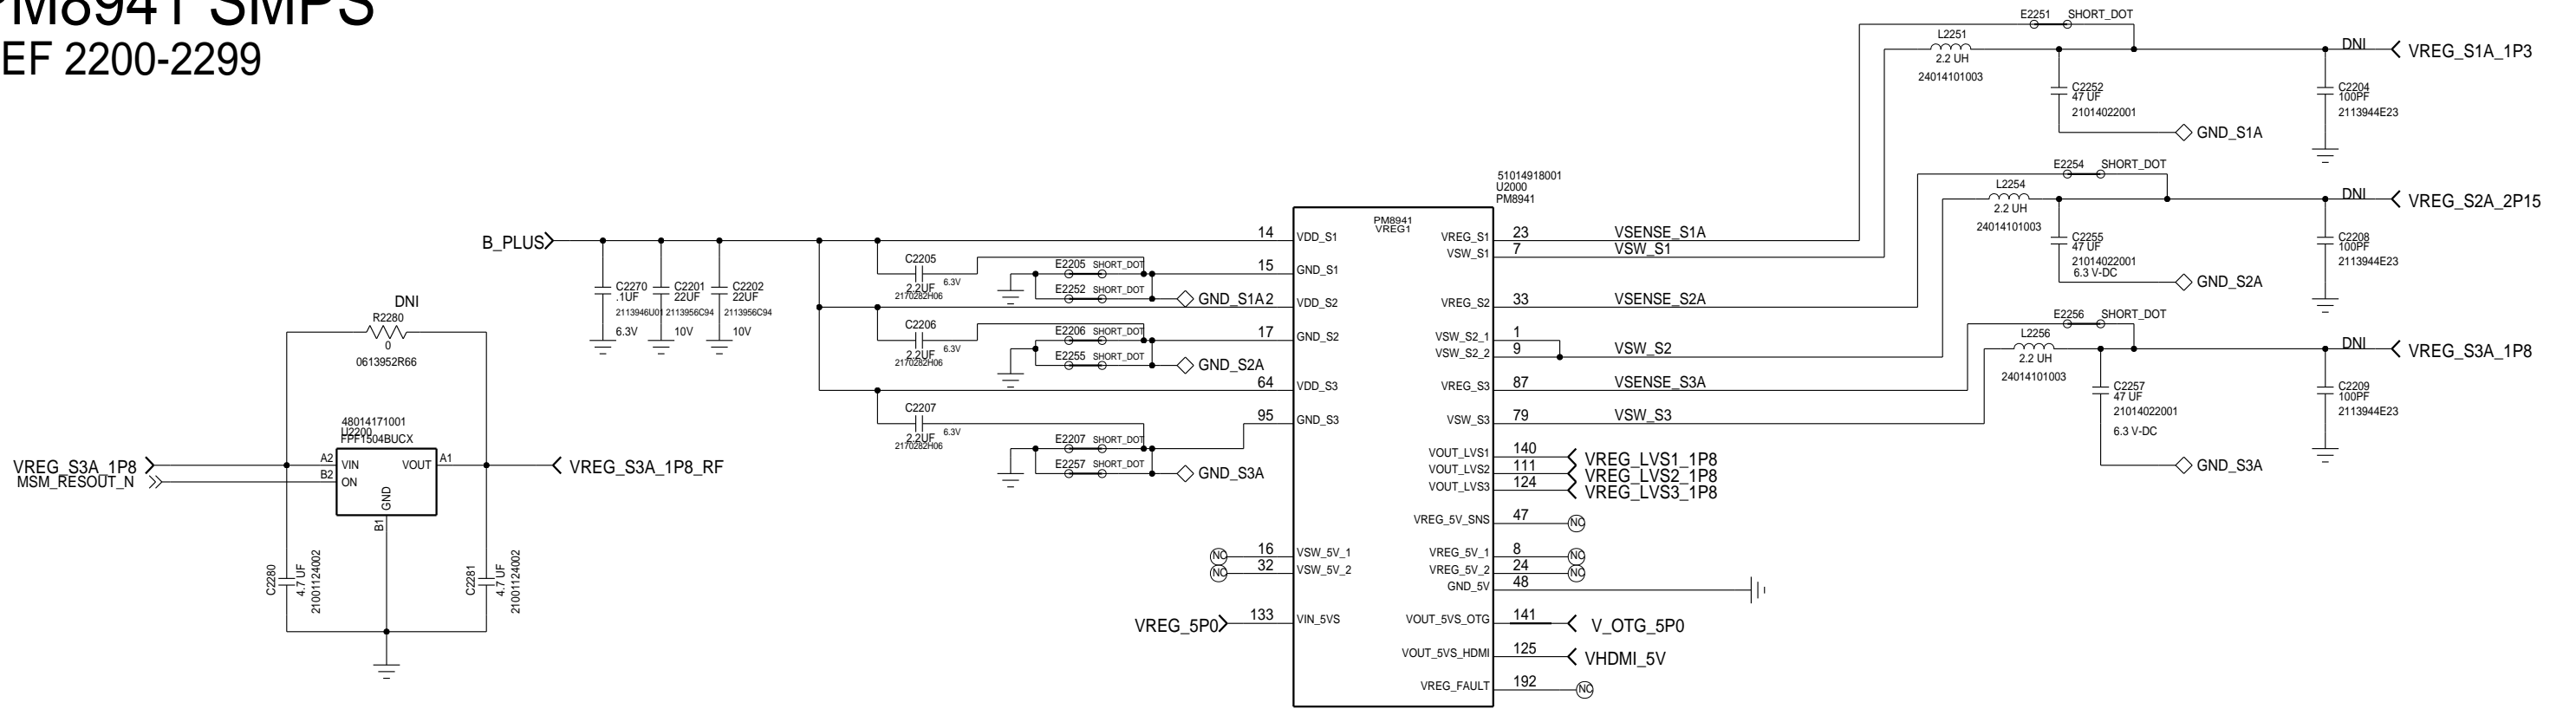 PM8941 SMPS
EF 2200-2299
E2251 SHORT_DOT
L2251
2.2 UH
24014101003
DNI
VREG_S1A_1P3
C2252
47 UF
21014022001
GND_S1A
C2204
100PF
2113944E23
E2254 SHORT_DOT
L2254
2.2 UH
24014101003
DNI
VREG_S2A_2P15
C2255
47 UF
21014022001
6.3 V-DC
GND_S2A
C2208
100PF
2113944E23
E2256 SHORT_DOT
L2256
2.2 UH
24014101003
DNI
VREG_S3A_1P8
C2257
47 UF
21014022001
6.3 V-DC
GND_S3A
C2209
100PF
2113944E23
51014918001
U2000
PM8941
PM8941
VREG1
B_PLUS
C2270
.1UF
2113946U01
6.3V
C2201
22UF
2113956C94
10V
C2202
22UF
2113956C94
10V
C2205
2.2UF 6.3V
2170282H06
E2205 SHORT_DOT
E2252 SHORT_DOT
GND_S1A
C2206
2.2UF 6.3V
2170282H06
E2206 SHORT_DOT
E2255 SHORT_DOT
GND_S2A
C2207
2.2UF 6.3V
2170282H06
E2207 SHORT_DOT
E2257 SHORT_DOT
GND_S3A
14 VDD_S1
15 GND_S1
2 VDD_S2
17 GND_S2
64 VDD_S3
95 GND_S3
NC 16 VSW_5V_1
NC 32 VSW_5V_2
VREG_5P0 133 VIN_5VS
VREG_S1 23 VSENSE_S1A
VSW_S1 7 VSW_S1
VREG_S2 33 VSENSE_S2A
VSW_S2_1 1
VSW_S2_2 9 VSW_S2
VREG_S3 87 VSENSE_S3A
VSW_S3 79 VSW_S3
VOUT_LVS1 140 VREG_LVS1_1P8
VOUT_LVS2 111 VREG_LVS2_1P8
VOUT_LVS3 124 VREG_LVS3_1P8
VREG_5V_SNS 47 NC
VREG_5V_1 8 NC
VREG_5V_2 24 NC
GND_5V 48
VOUT_5VS_OTG 141 V_OTG_5P0
VOUT_5VS_HDMI 125 VHDMI_5V
VREG_FAULT 192 NC
DNI
R2280
0
0613952R66
48014171001
U2200
FPF1504BUCX
VREG_S3A_1P8 A2 VIN VOUT A1 VREG_S3A_1P8_RF
MSM_RESOUT_N B2 ON
GND
B1
C2280
4.7 UF
21001124002
C2281
4.7 UF
21001124002